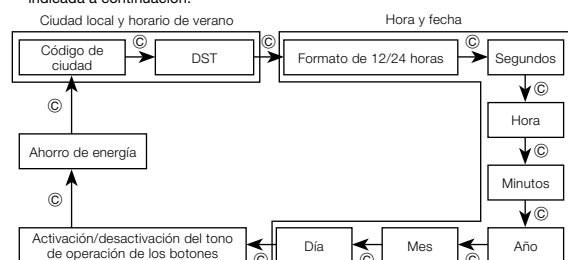 indicada a continuación.
Ciudad local y horario de verano
Hora y fecha
Código de
ciudad
©
DST
©
Formato de 12/24 horas
©
Segundos
©
©
Hora
Ahorro de energía
©
Minutos
©
©
Activación/desactivación del tono
de operación de los botones
©
Día
©
Mes
©
Año